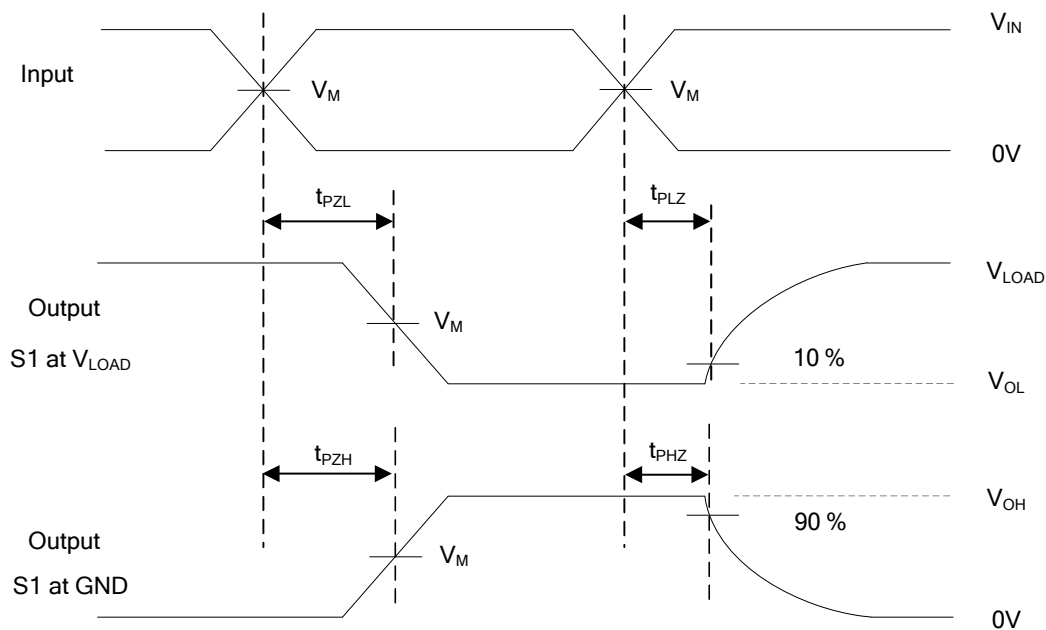 V_IN
Input
V_M V_M
0V
t_PZL t_PLZ
V_LOAD
Output
V_M
S1 at V_LOAD
10 %
V_OL
t_PZH t_PHZ
V_OH
90 %
Output
V_M
S1 at GND
0V